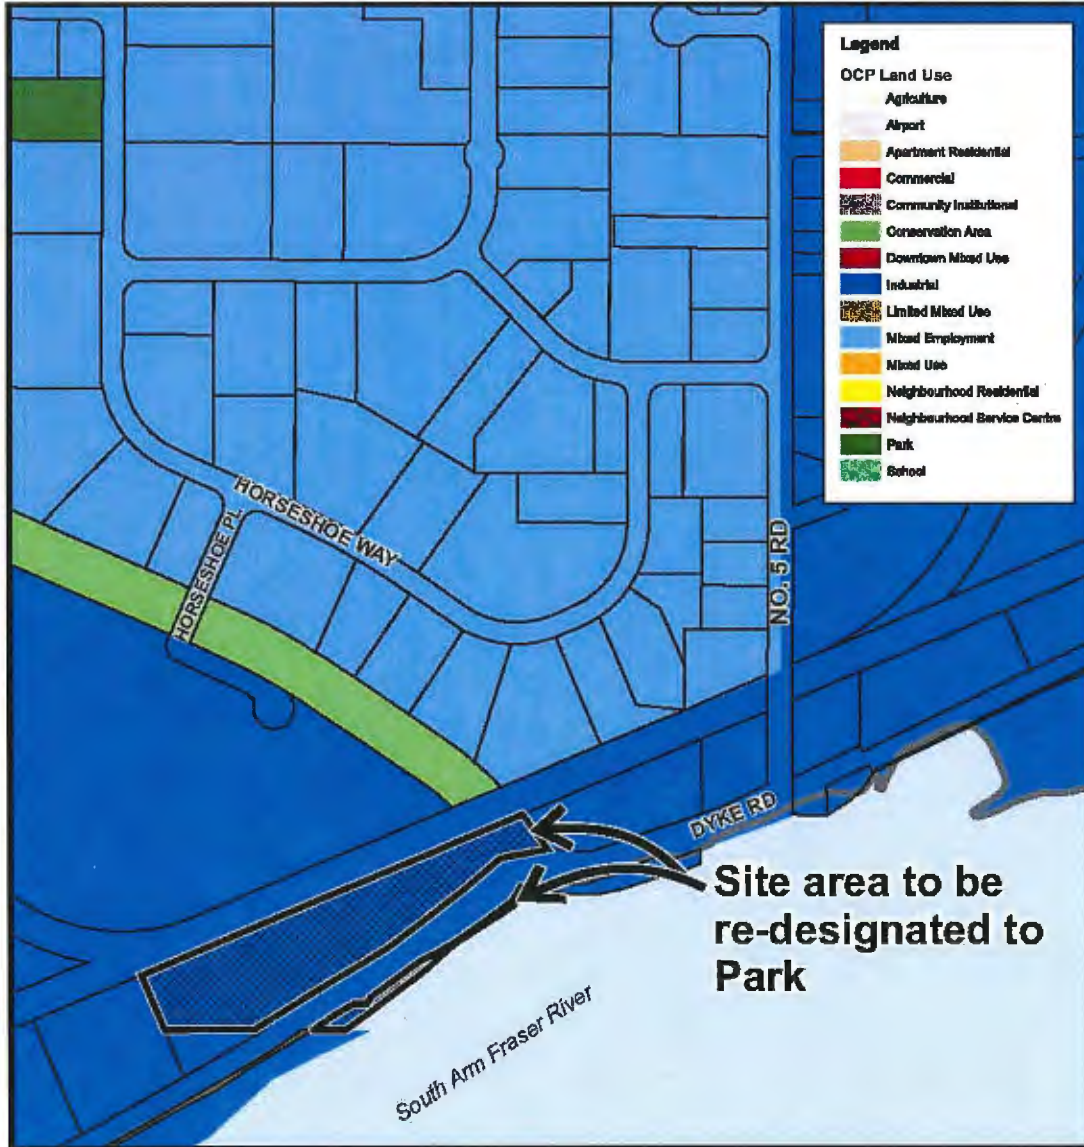 Legend
OCP Land Use
Agriculture
Airport
Apartment Residential
Commercial
Community Institutional
Conservation Area
Downtown Mixed Use
Industrial
Limited Mixed Use
Mixed Employment
Mixed Use
Neighbourhood Residential
Neighbourhood Service Centre
Park
School
HORSESHOE WAY
HORSESHOE PL
NO. 5 RD
DYKE RD
Site area to be
re-designated to
Park
South Arm Fraser River